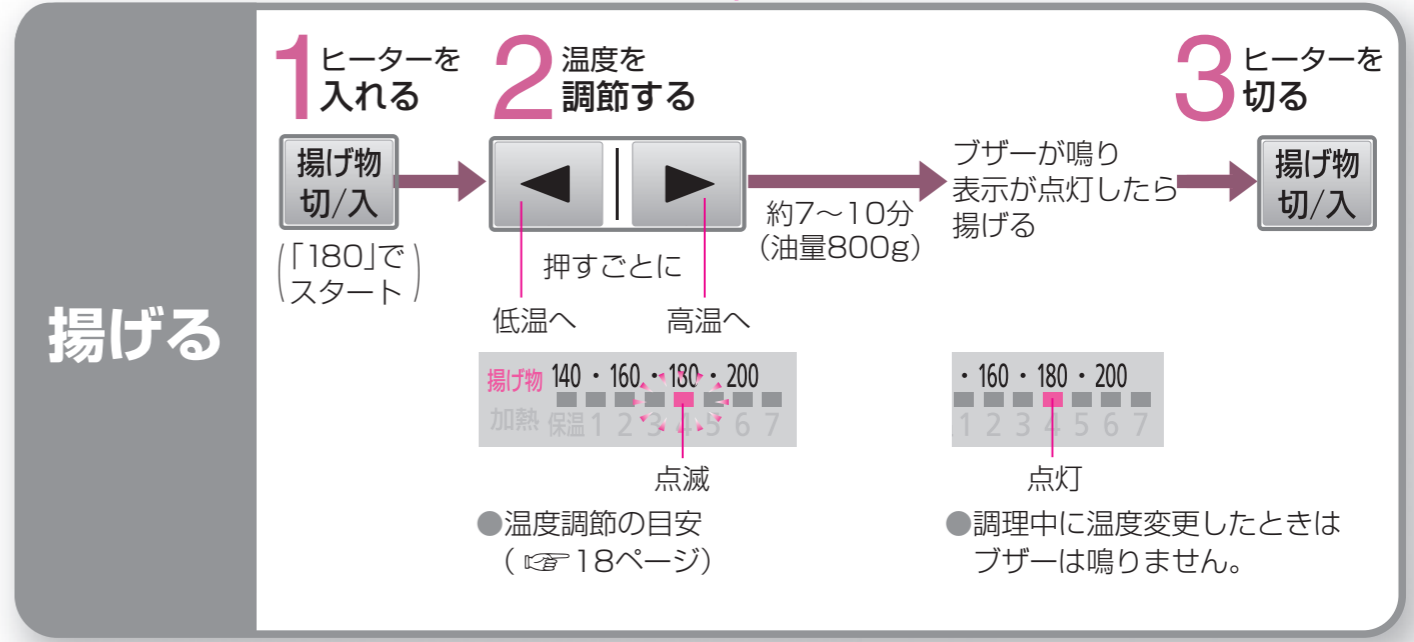 揚げる
1 ヒーターを
入れる
揚げ物
切/入
(「180」で
スタート)
2 温度を
調節する
◀ ▶
押すごとに
低温へ 高温へ
揚げ物 140・160・180・200
加熱 保温 1 2 3 4 5 6 7
点滅
●温度調節の目安
(☞18ページ)
約7〜10分
(油量800g)
ブザーが鳴り
表示が点灯したら
揚げる
・160・180・200
1 2 3 4 5 6 7
点灯
●調理中に温度変更したときは
ブザーは鳴りません。
3 ヒーターを
切る
揚げ物
切/入